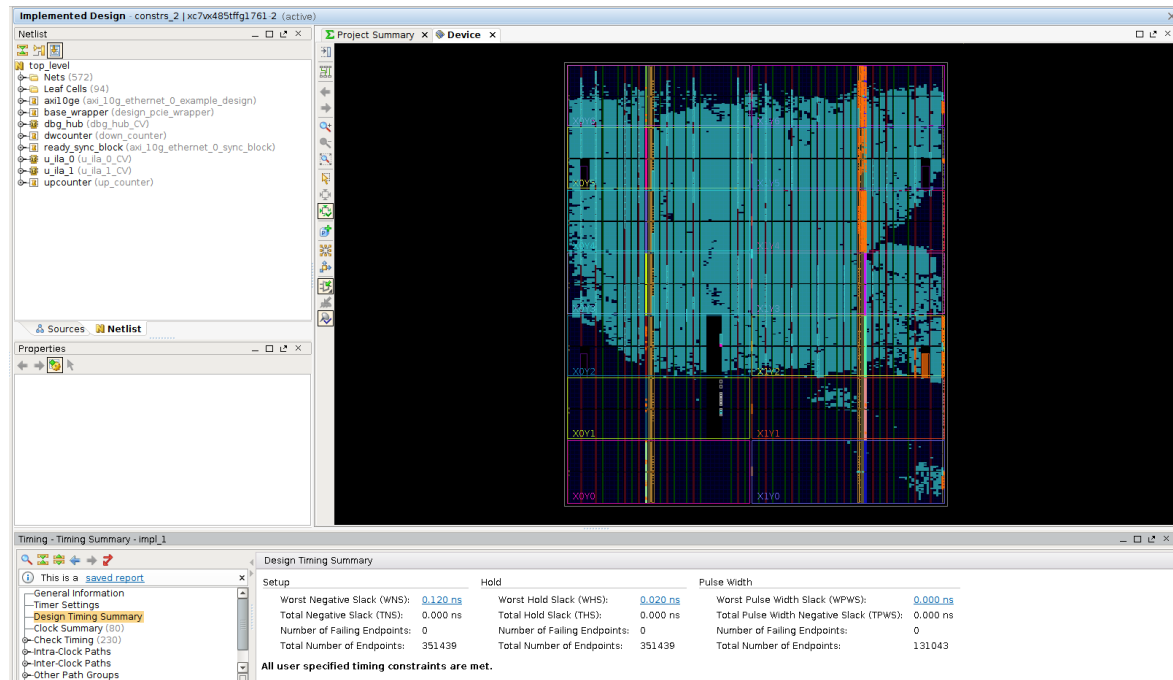 Implemented Design - constrs_2 | xc7vx485tffg1761-2 (active)
Netlist
top_level
Nets (572)
Leaf Cells (94)
axi10ge (axi_10g_ethernet_0_example_design)
base_wrapper (design_pcie_wrapper)
dbg_hub (dbg_hub_CV)
dwcounter (down_counter)
ready_sync_block (axi_10g_ethernet_0_sync_block)
u_ila_0 (u_ila_0_CV)
u_ila_1 (u_ila_1_CV)
upcounter (up_counter)
Sources Netlist
Properties
Project Summary Device
X0Y5
X0Y2 X1Y2
X0Y1 X1Y1
X0Y0 X1Y0
Timing - Timing Summary - impl_1
This is a saved report
General Information
Timer Settings
Design Timing Summary
Clock Summary (80)
Check Timing (230)
Intra-Clock Paths
Inter-Clock Paths
Other Path Groups
Design Timing Summary
Setup Hold Pulse Width
Worst Negative Slack (WNS): 0.120 ns Worst Hold Slack (WHS): 0.020 ns Worst Pulse Width Slack (WPWS): 0.000 ns
Total Negative Slack (TNS): 0.000 ns Total Hold Slack (THS): 0.000 ns Total Pulse Width Negative Slack (TPWS): 0.000 ns
Number of Failing Endpoints: 0 Number of Failing Endpoints: 0 Number of Failing Endpoints: 0
Total Number of Endpoints: 351439 Total Number of Endpoints: 351439 Total Number of Endpoints: 131043
All user specified timing constraints are met.